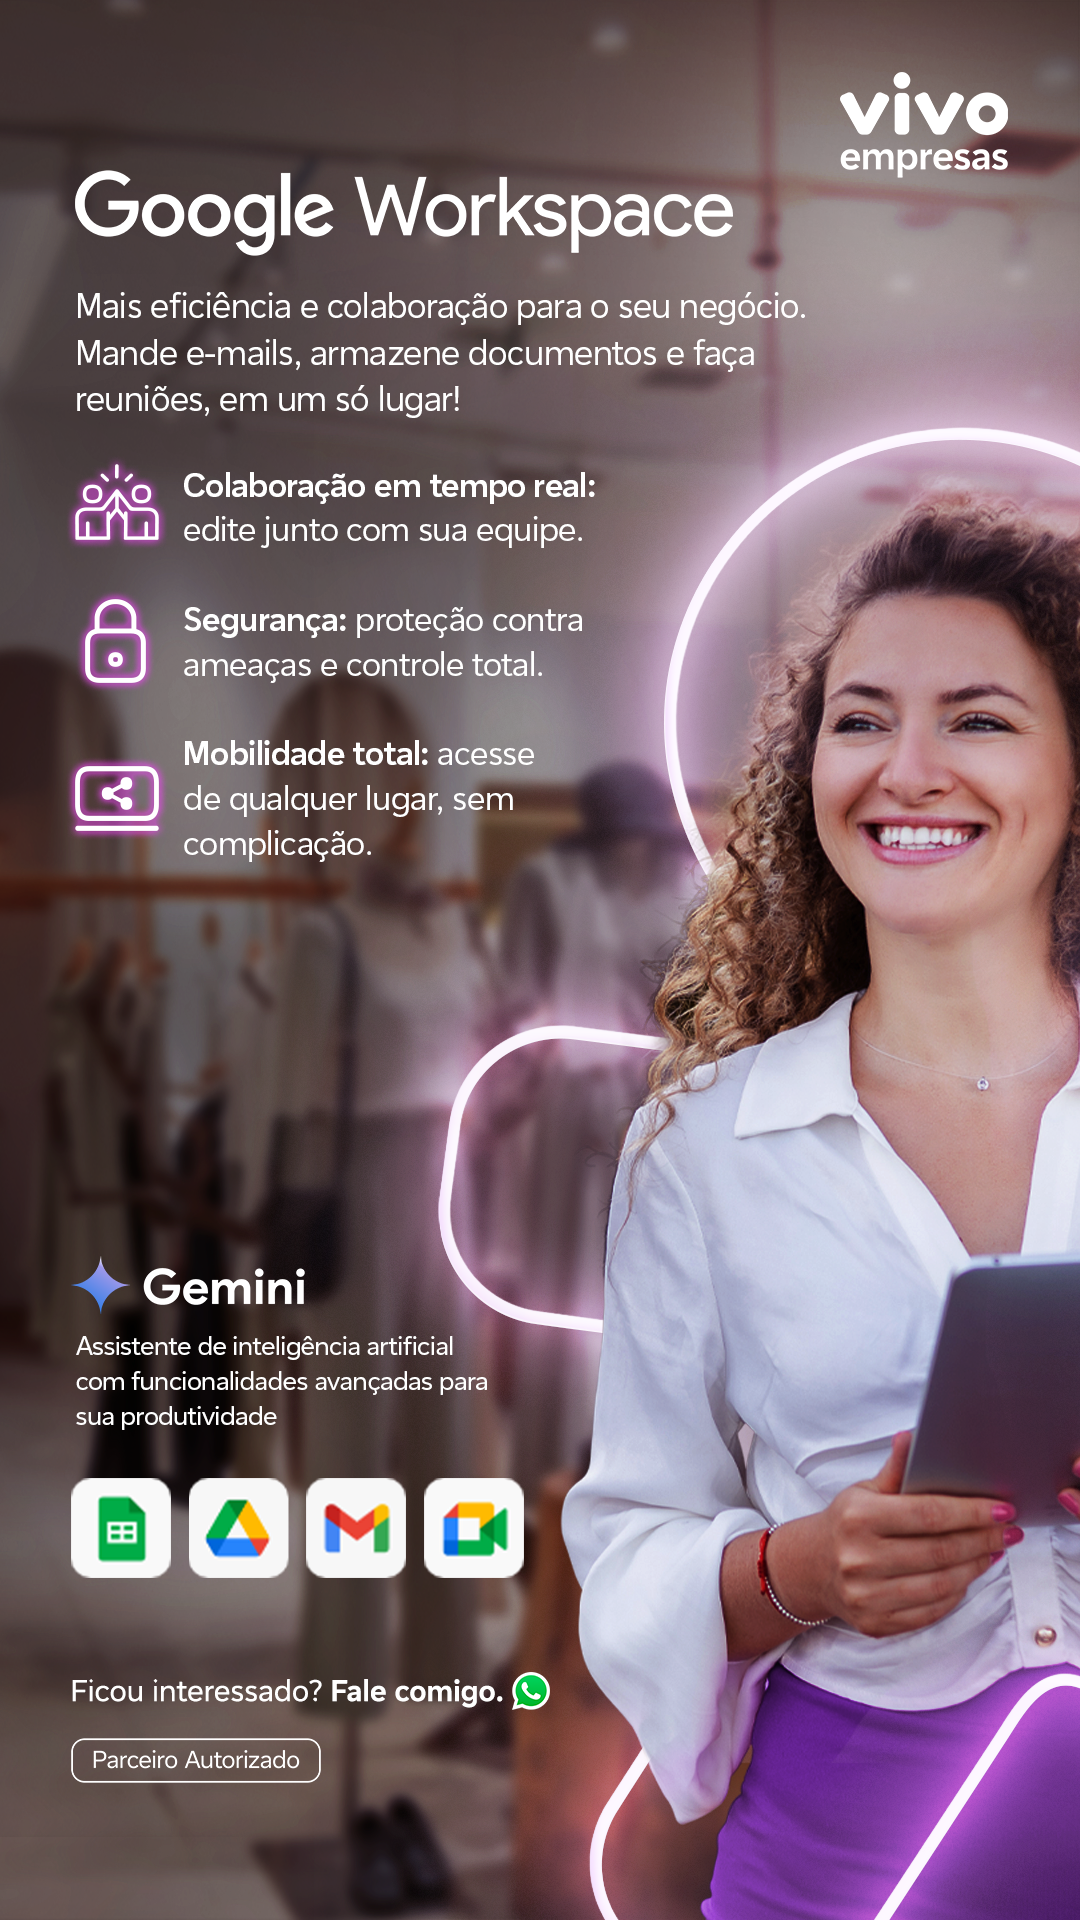 vivo
empresas
Google Workspace
Mais eficiência e colaboração para o seu negócio.
Mande e-mails, armazene documentos e faça
reuniões, em um só lugar!
Colaboração em tempo real:
edite junto com sua equipe.
Segurança: proteção contra
ameaças e controle total.
Mobilidade total: acesse
de qualquer lugar, sem
complicação.
Gemini
Assistente de inteligência artificial
com funcionalidades avançadas para
sua produtividade
Ficou interessado? Fale comigo.
Parceiro Autorizado